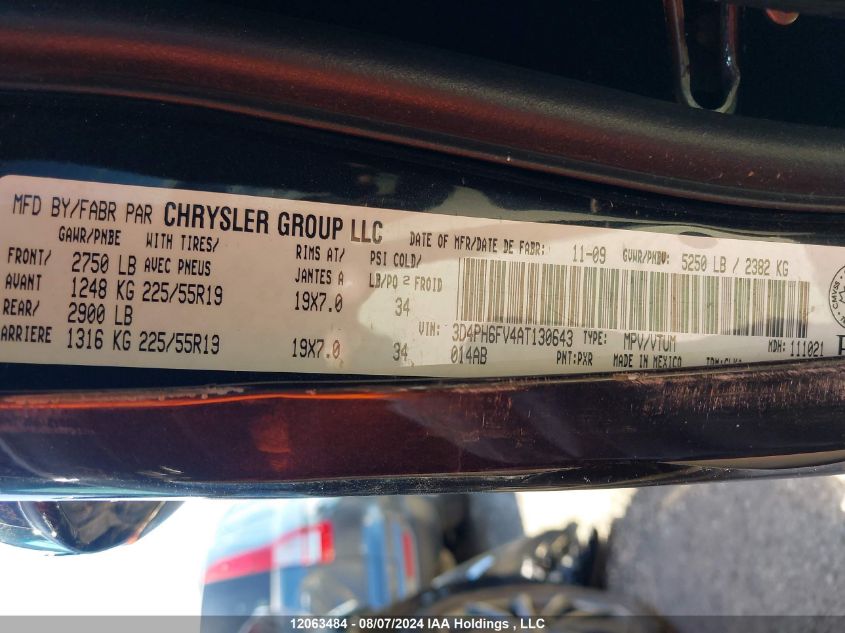 MFD BY/FABR PAR CHRYSLER GROUP LLC DATE OF MFR/DATE DE FABR: 11-09 GVWR/PNBV: 5250 LB / 2382 KG
GAWR/PNBE WITH TIRES/ RIMS AT/ PSI COLD/
FRONT/ 2750 LB AVEC PNEUS JANTES A LB/PO 2 FROID
AVANT 1248 KG 225/55R19 19X7.0 34
REAR/ 2900 LB
ARRIERE 1316 KG 225/55R19 19X7.0 34
VIN: 3D4PH6FV4AT130643 TYPE: MPV/VTUM MDH: 111021
014AB PNT:PXR MADE IN MEXICO
CMVSS
12063484 - 08/07/2024 IAA Holdings , LLC